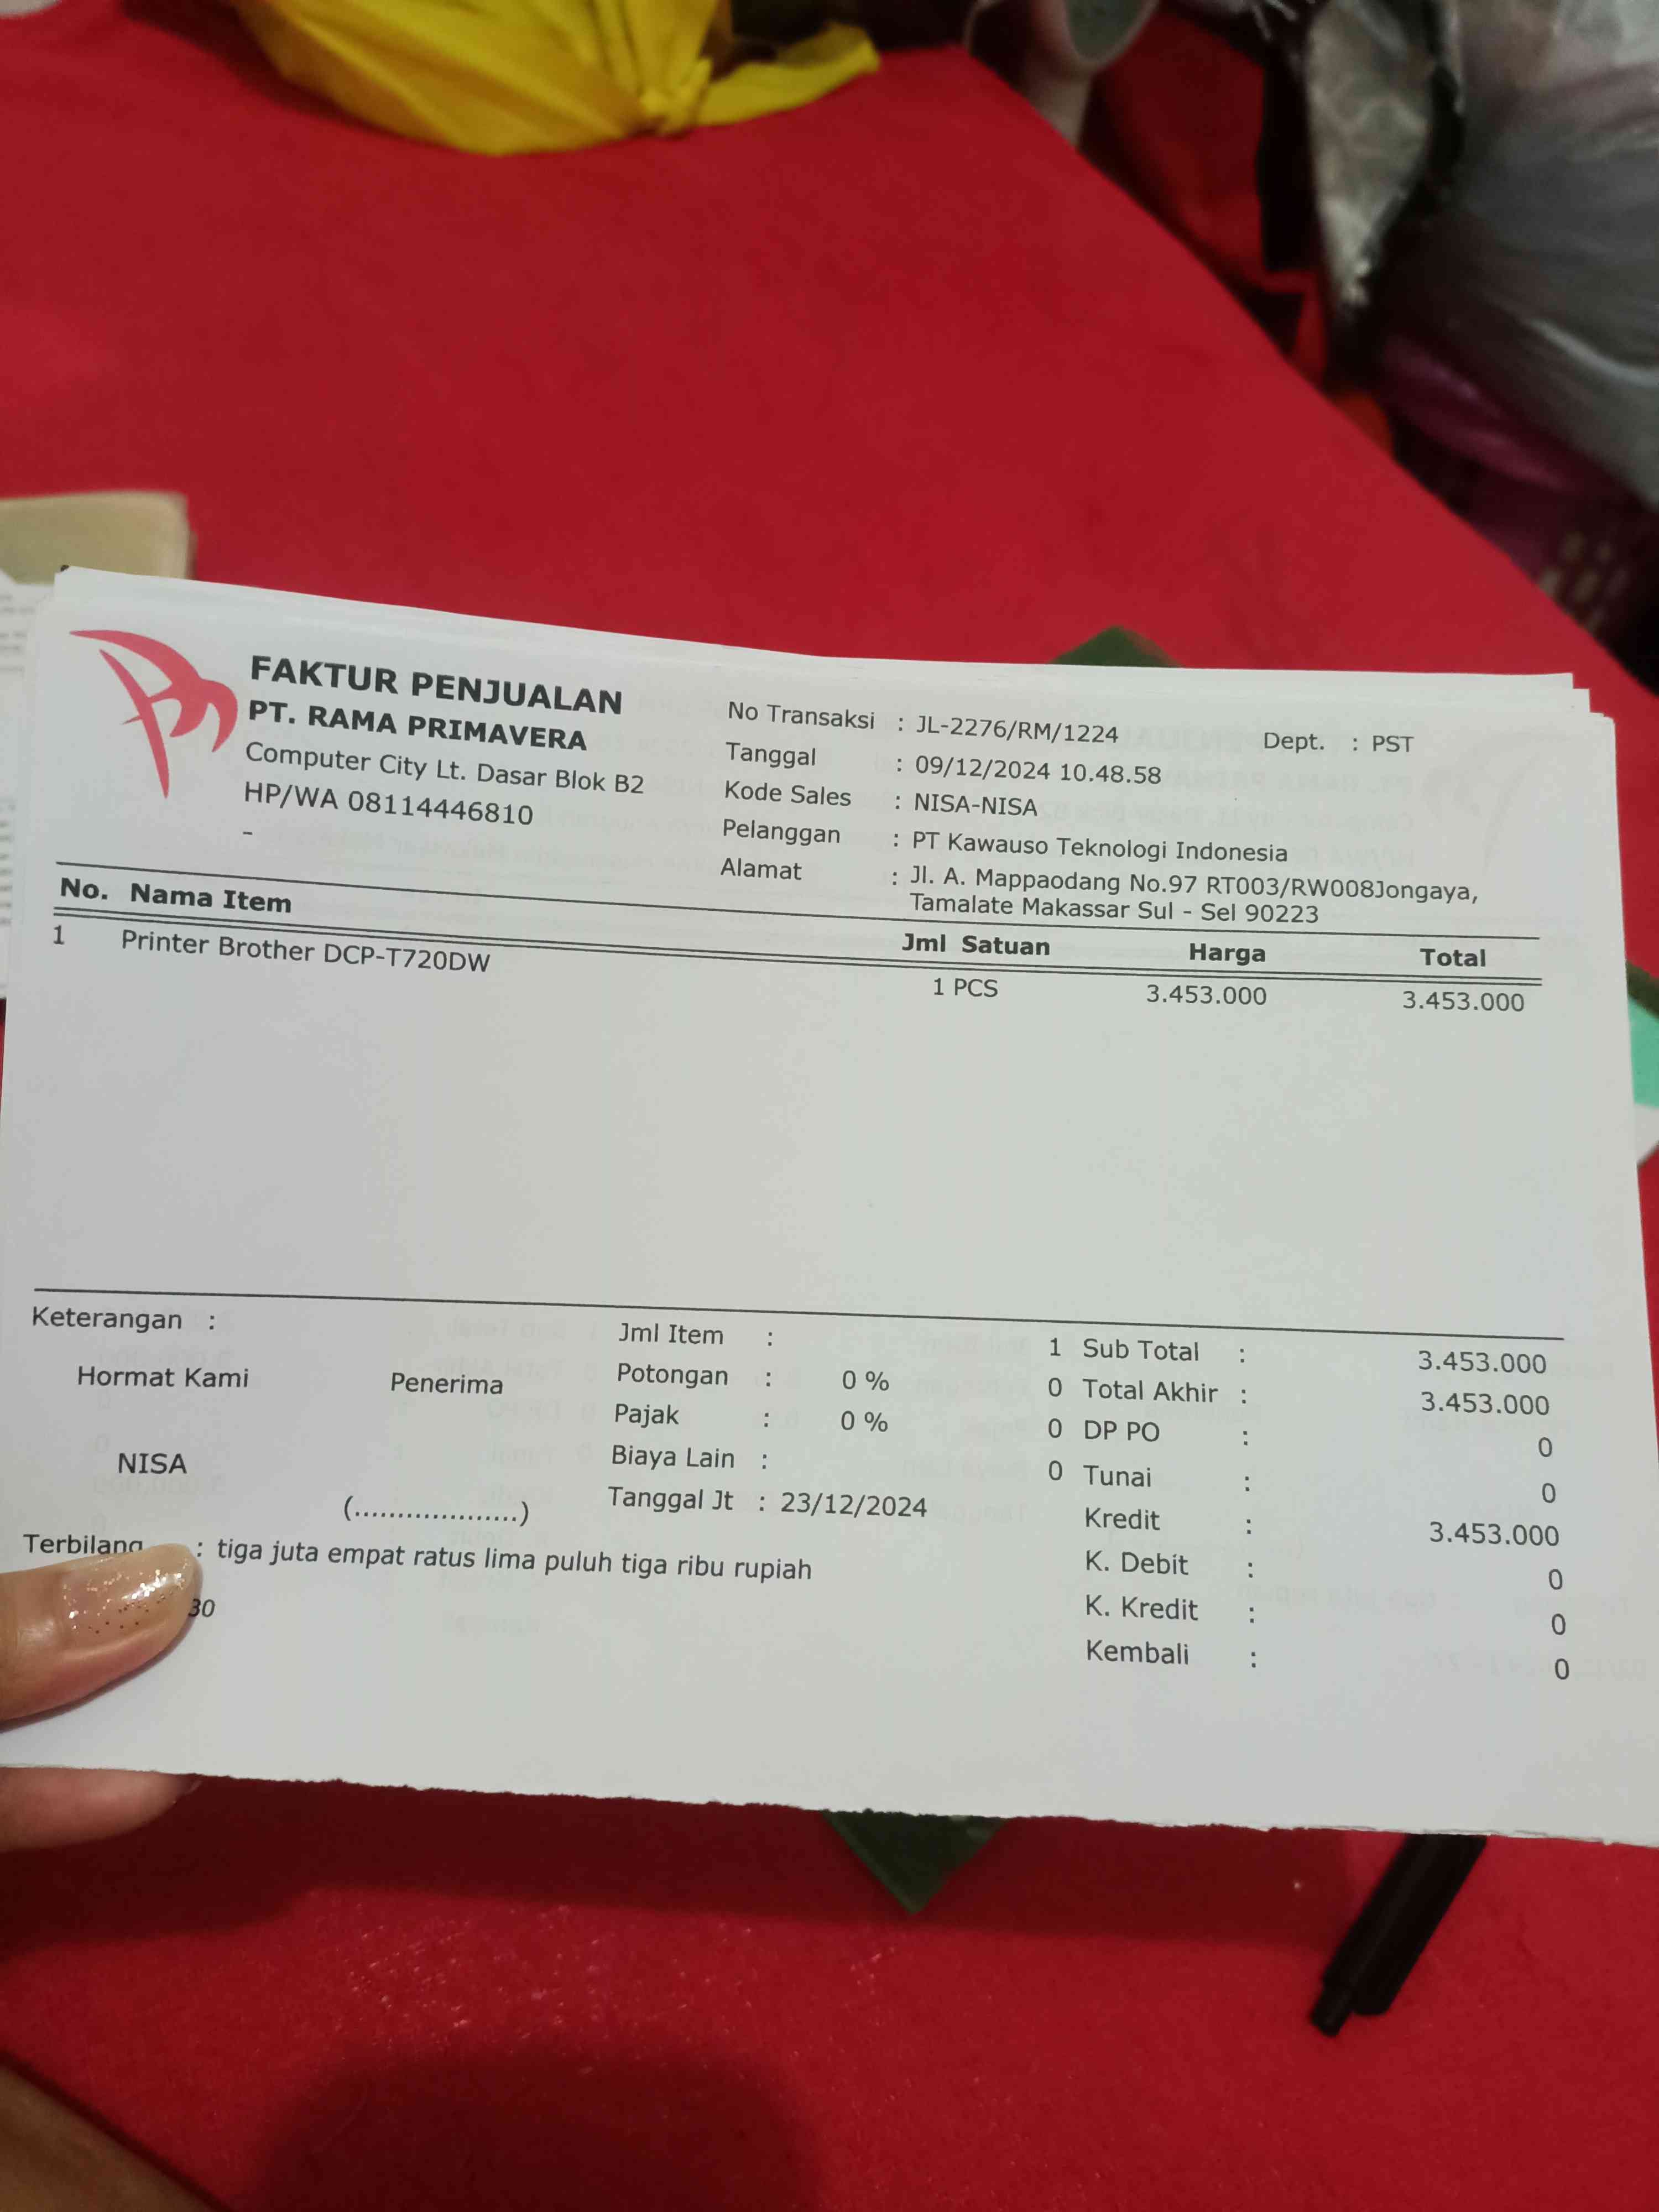 FAKTUR PENJUALAN
PT. RAMA PRIMAVERA
Computer City Lt. Dasar Blok B2
HP/WA 08114446810
-
No Transaksi : JL-2276/RM/1224 Dept. : PST
Tanggal : 09/12/2024 10.48.58
Kode Sales : NISA-NISA
Pelanggan : PT Kawauso Teknologi Indonesia
Alamat : Jl. A. Mappaodang No.97 RT003/RW008Jongaya,
Tamalate Makassar Sul - Sel 90223
No. Nama Item Jml Satuan Harga Total
1 Printer Brother DCP-T720DW 1 PCS 3.453.000 3.453.000
Keterangan :
Hormat Kami Penerima
NISA
(...................)
Jml Item : 1
Potongan : 0 % 0
Pajak : 0 % 0
Biaya Lain : 0
Tanggal Jt : 23/12/2024
Sub Total : 3.453.000
Total Akhir : 3.453.000
DP PO : 0
Tunai : 0
Kredit : 3.453.000
K. Debit : 0
K. Kredit : 0
Kembali : 0
Terbilang : tiga juta empat ratus lima puluh tiga ribu rupiah
30